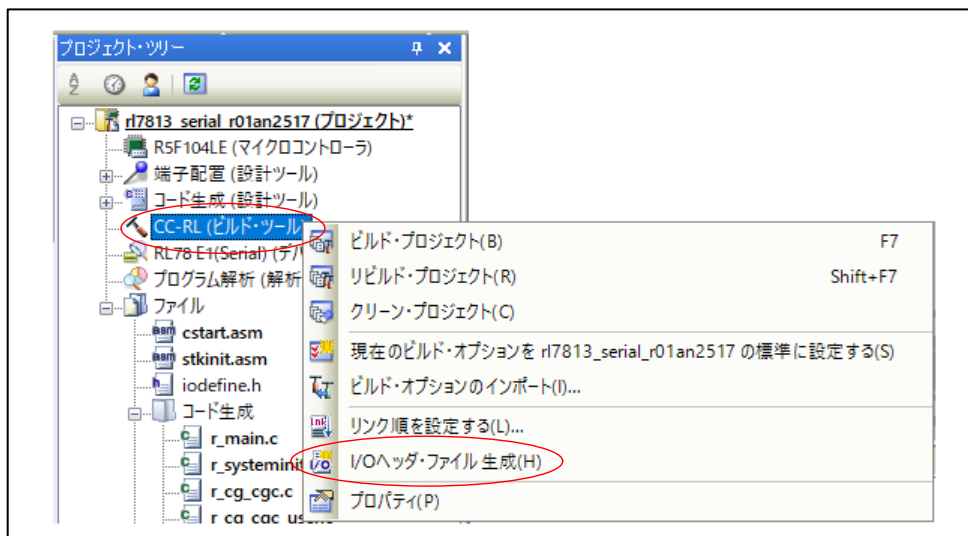 プロジェクト・ツリー
rl7813_serial_r01an2517 (プロジェクト)*
R5F104LE (マイクロコントローラ)
端子配置 (設計ツール)
コード生成 (設計ツール)
CC-RL (ビルド・ツール)
RL78 E1(Serial) (デバ
プログラム解析 (解析
ファイル
cstart.asm
stkinit.asm
iodefine.h
コード生成
r_main.c
r_systeminit
r_cg_cgc.c
r_cg_cgc_user.c
ビルド・プロジェクト(B) F7
リビルド・プロジェクト(R) Shift+F7
クリーン・プロジェクト(C)
現在のビルド・オプションを rl7813_serial_r01an2517 の標準に設定する(S)
ビルド・オプションのインポート(I)...
リンク順を設定する(L)...
I/Oヘッダ・ファイル 生成(H)
プロパティ(P)